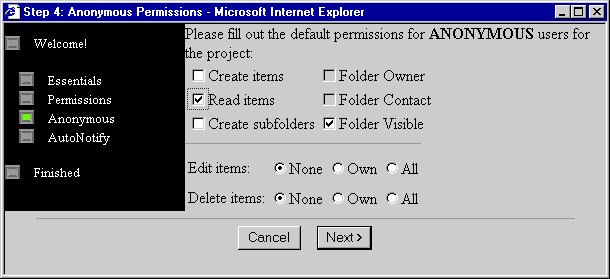 Step 4: Anonymous Permissions - Microsoft Internet Explorer
Welcome!
Essentials
Permissions
Anonymous
AutoNotify
Finished
Please fill out the default permissions for ANONYMOUS users for
the project:
Create items Folder Owner
Read items Folder Contact
Create subfolders Folder Visible
Edit items: None Own All
Delete items: None Own All
Cancel Next >